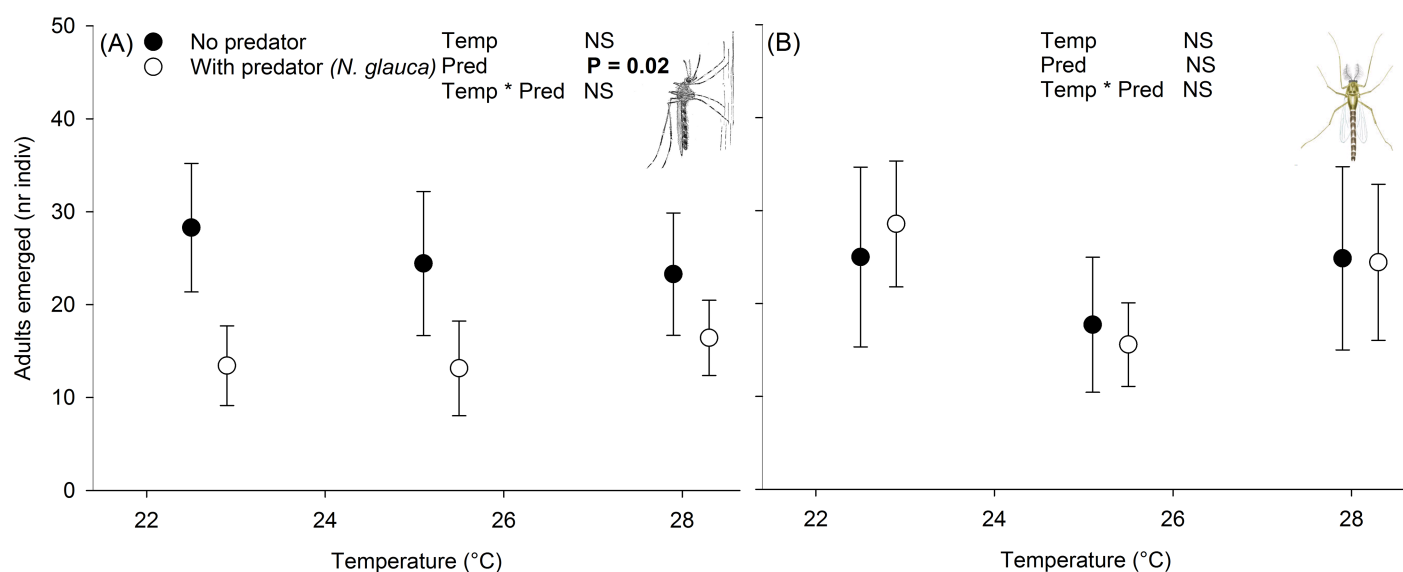 50
40
30
20
10
0
Adults emerged (nr indiv)
(A)
No predator
With predator (N. glauca)
Temp NS
Pred P = 0.02
Temp * Pred NS
22 24 26 28
Temperature (°C)
(B)
Temp NS
Pred NS
Temp * Pred NS
22 24 26 28
Temperature (°C)